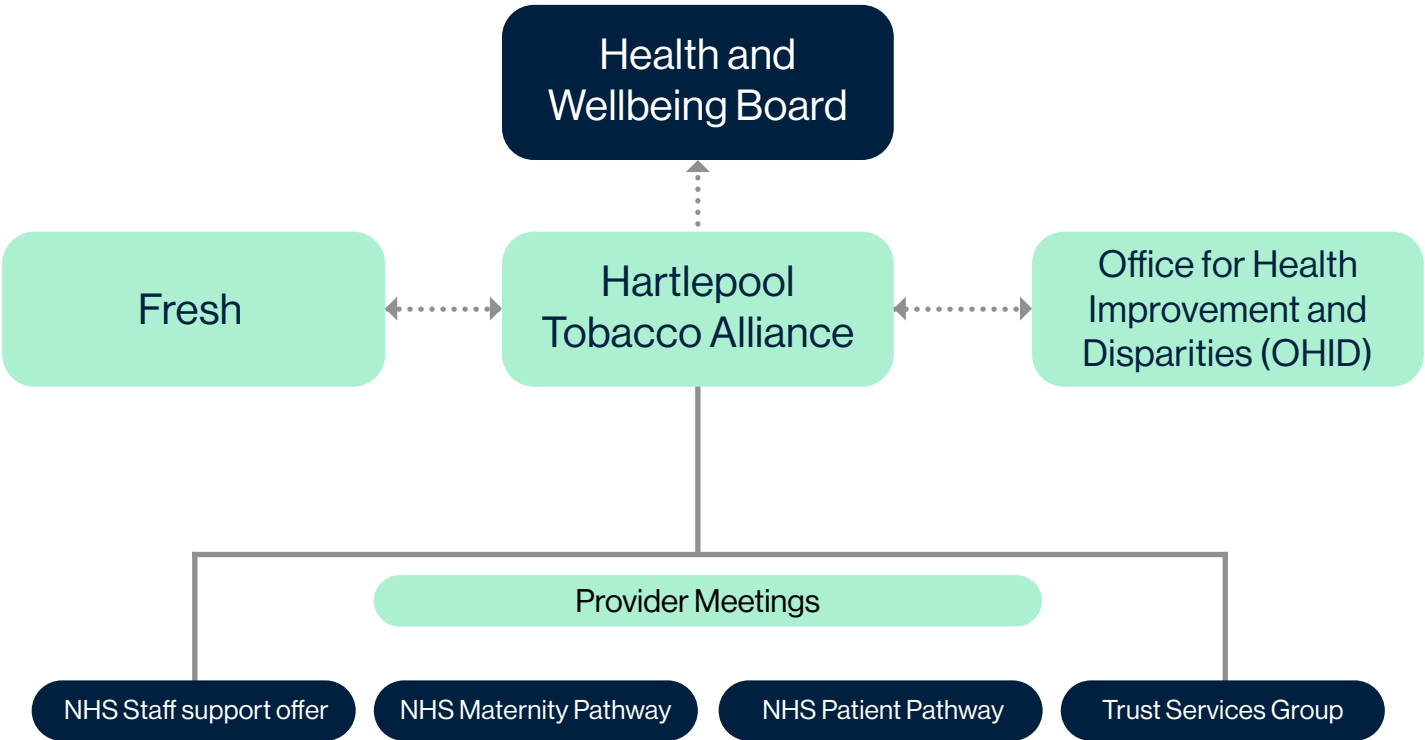 Health and
Wellbeing Board
Fresh
Hartlepool
Tobacco Alliance
Office for Health
Improvement and
Disparities (OHID)
Provider Meetings
NHS Staff support offer
NHS Maternity Pathway
NHS Patient Pathway
Trust Services Group